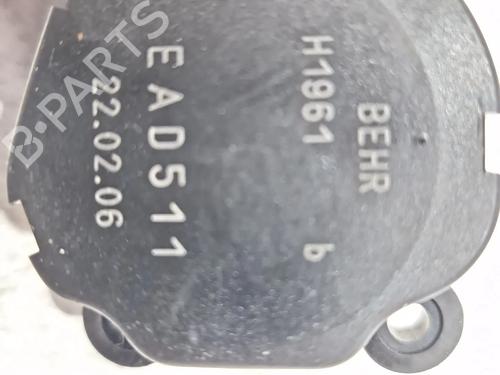 BEHR
H1961 b
EAD511
22.02.06
B-PARTS